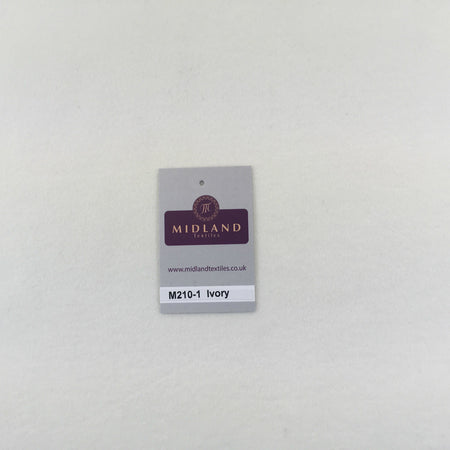 MIDLAND
Textiles
www.midlandtextiles.co.uk
M210-1 Ivory